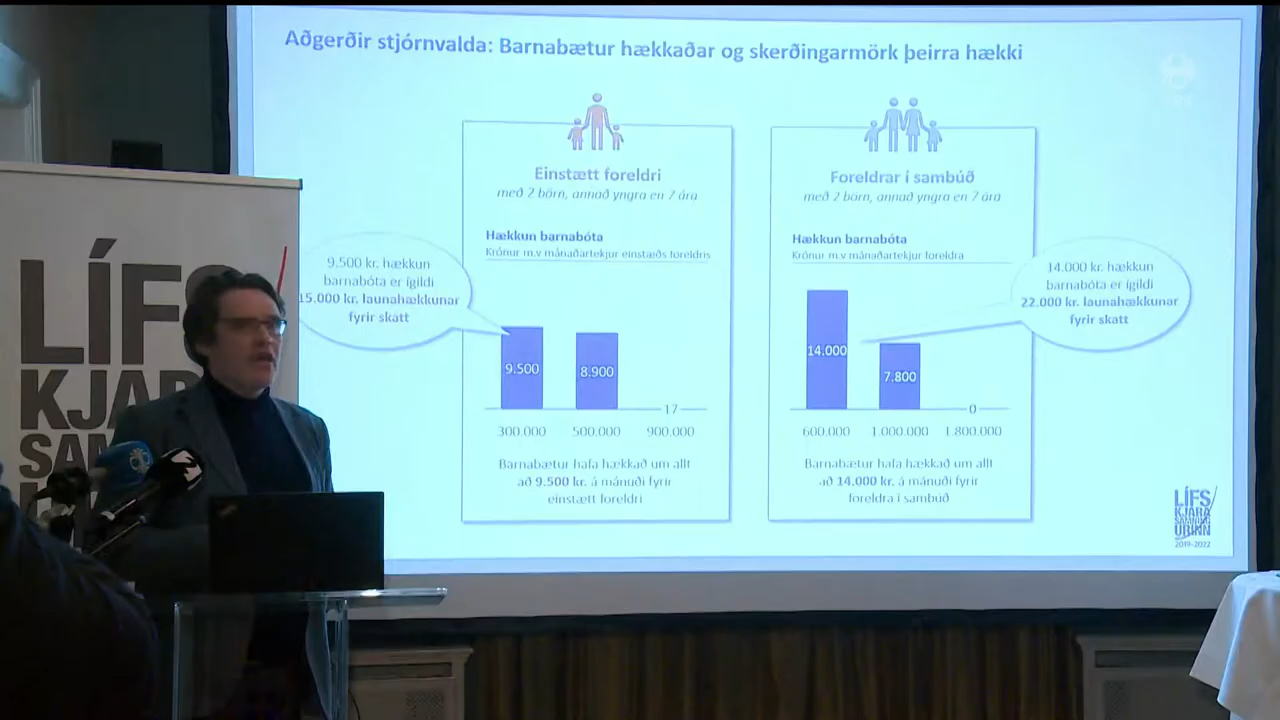 Aðgerðir stjórnvalda: Barnabætur hækkaðar og skerðingarmörk þeirra hækki
Einstætt foreldri
með 2 börn, annað yngra en 7 ára
Hækkun barnabóta
Krónur m.v mánaðartekjur einstæðs foreldris
9.500 kr. hækkun
barnabóta er ígildi
15.000 kr. launahækkunar
fyrir skatt
9.500
8.900
17
300.000
500.000
900.000
Barnabætur hafa hækkað um allt
að 9.500 kr. á mánuði fyrir
einstætt foreldri
Foreldrar í sambúð
með 2 börn, annað yngra en 7 ára
Hækkun barnabóta
Krónur m.v mánaðartekjur foreldra
14.000 kr. hækkun
barnabóta er ígildi
22.000 kr. launahækkunar
fyrir skatt
14.000
7.800
0
600.000
1.000.000
1.800.000
Barnabætur hafa hækkað um allt
að 14.000 kr. á mánuði fyrir
foreldra í sambúð
LÍFS
KJARA
SAMNING
URINN
2019-2022
LÍFS
KJAR
SA